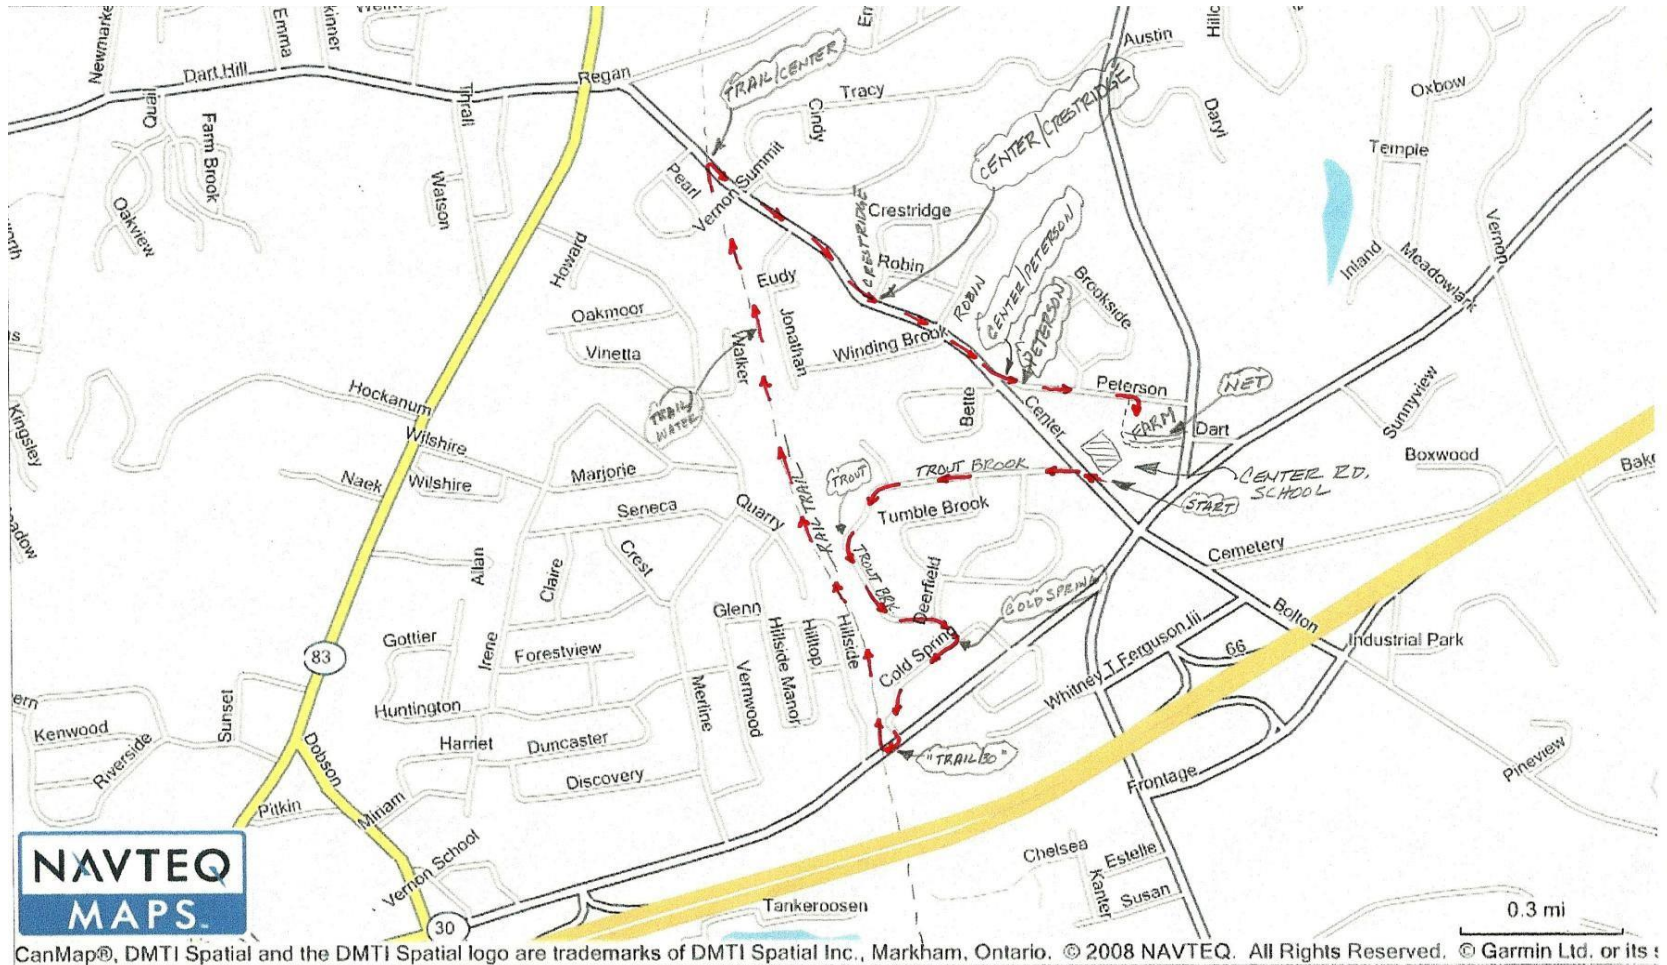 Newmarke
Emma
kinner
Dart Hill
Quail
Farm Brook
Oakview
Thrall
Watson
Regan
TRAIL/CENTER
Tracy
Cindy
Austin
Daryl
Oxbow
Temple
Inland
Meadowlark
Vernon
Pearl
Vernon Summit
CRESTRIDGE
Crestridge
CENTER/CRESTRIDGE
Robin
ROBIN
CENTER/PETERSON
PETERSON
Brookside
Howard
Eudy
Oakmoor
Vinetta
Walker
Jonathan
Winding Brook
Peterson
NET
Sunnyview
Hockanum
Kingsley
Wilshire
Wilshire
Naek
Marjorie
TRAIL
WATER
Bette
Center
FARM
Dart
CENTER RD.
SCHOOL
START
Boxwood
Bake
Seneca
Quarry
RAIL TRAIL
TROUT
TROUT BROOK
Tumble Brook
TROUT BRK.
Cemetery
Allan
Claire
Crest
Deerfield
COLD SPRING
Glenn
Hillside Manor
Hilltop
Hillside
Cold Spring
Bolton
Whitney T Ferguson Iii
66
Industrial Park
Gottier
Irene
Forestview
83
Huntington
Merline
Vernwood
Kenwood
Riverside
Sunset
Dobson
Harriet
Duncaster
Discovery
"TRAIL/30"
Pitkin
Miriam
Frontage
Pineview
Vernon School
Chelsea
Estelle
Kanter
Susan
Tankeroosen
30
0.3 mi
NAVTEQ
MAPS
CanMap®, DMTI Spatial and the DMTI Spatial logo are trademarks of DMTI Spatial Inc., Markham, Ontario. © 2008 NAVTEQ. All Rights Reserved. © Garmin Ltd. or its s